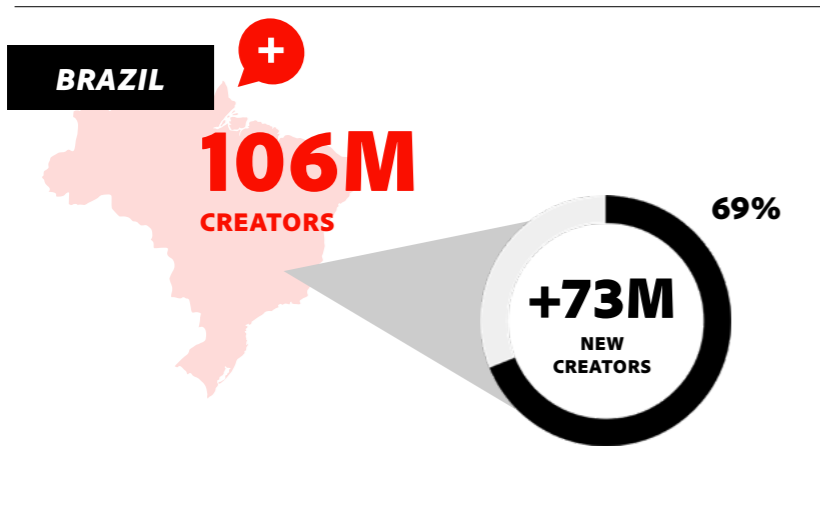 BRAZIL
+
106M
CREATORS
69%
+73M
NEW
CREATORS